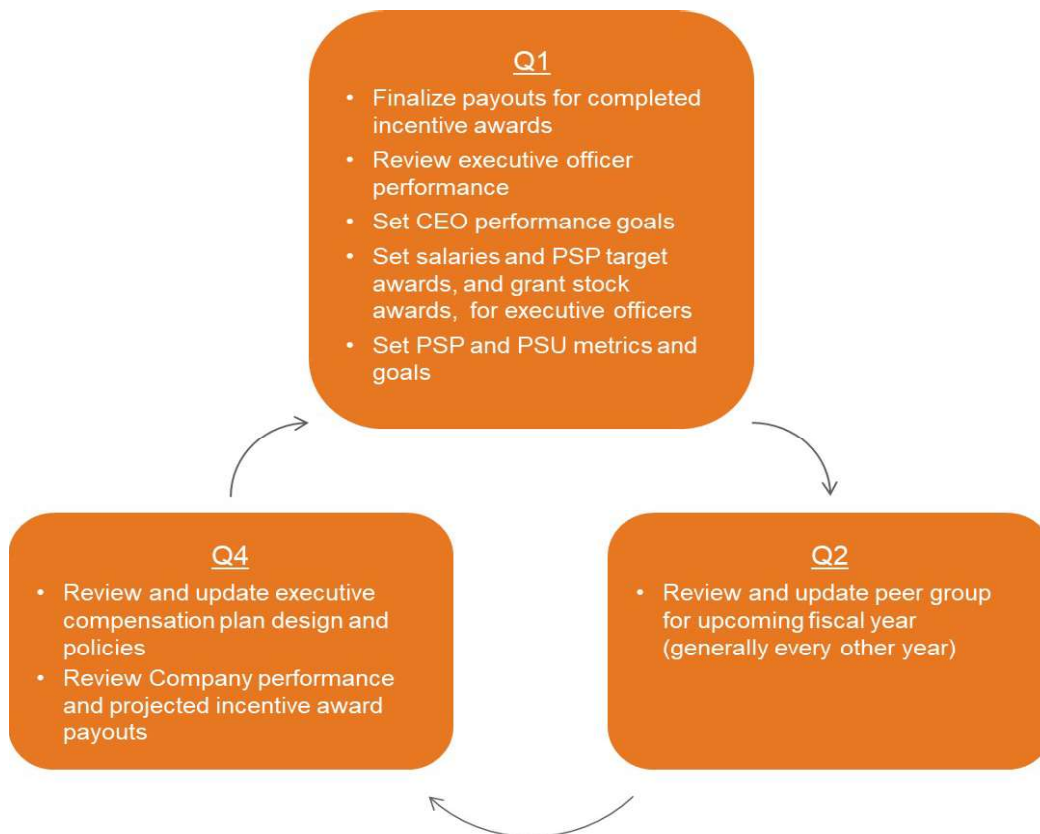 Q1
• Finalize payouts for completed
incentive awards
• Review executive officer
performance
• Set CEO performance goals
• Set salaries and PSP target
awards, and grant stock
awards, for executive officers
• Set PSP and PSU metrics and
goals
Q4
• Review and update executive
compensation plan design and
policies
• Review Company performance
and projected incentive award
payouts
Q2
• Review and update peer group
for upcoming fiscal year
(generally every other year)